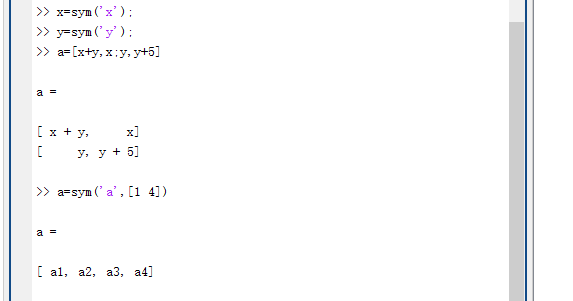 >> x=sym('x');
>> y=sym('y');
>> a=[x+y,x;y,y+5]
a =
[ x + y,     x]
[     y, y + 5]
>> a=sym('a',[1 4])
a =
[ a1, a2, a3, a4]